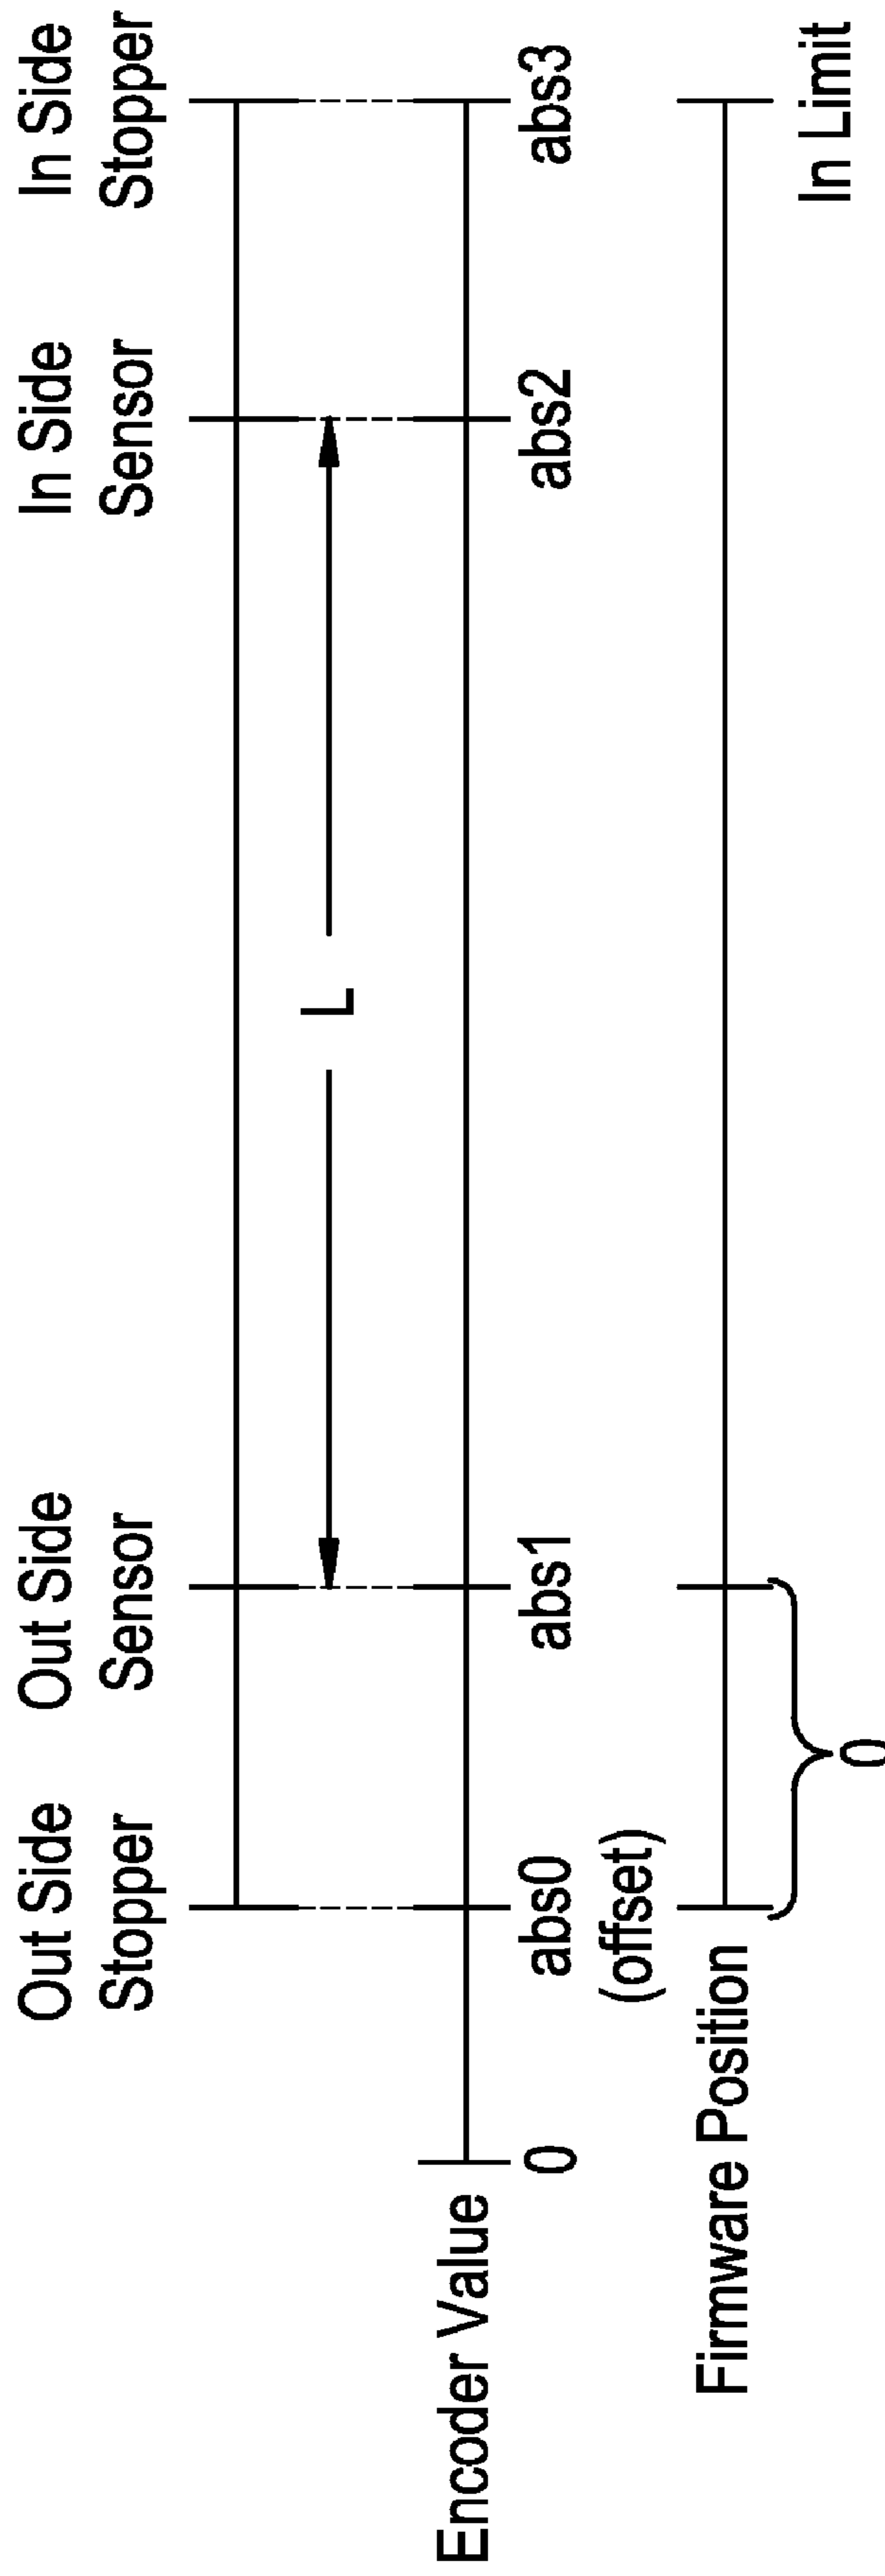 Out Side
Stopper
Out Side
Sensor
In Side
Sensor
In Side
Stopper
L
Encoder Value
0
abs0
(offset)
abs1
abs2
abs3
Firmware Position
0
In Limit